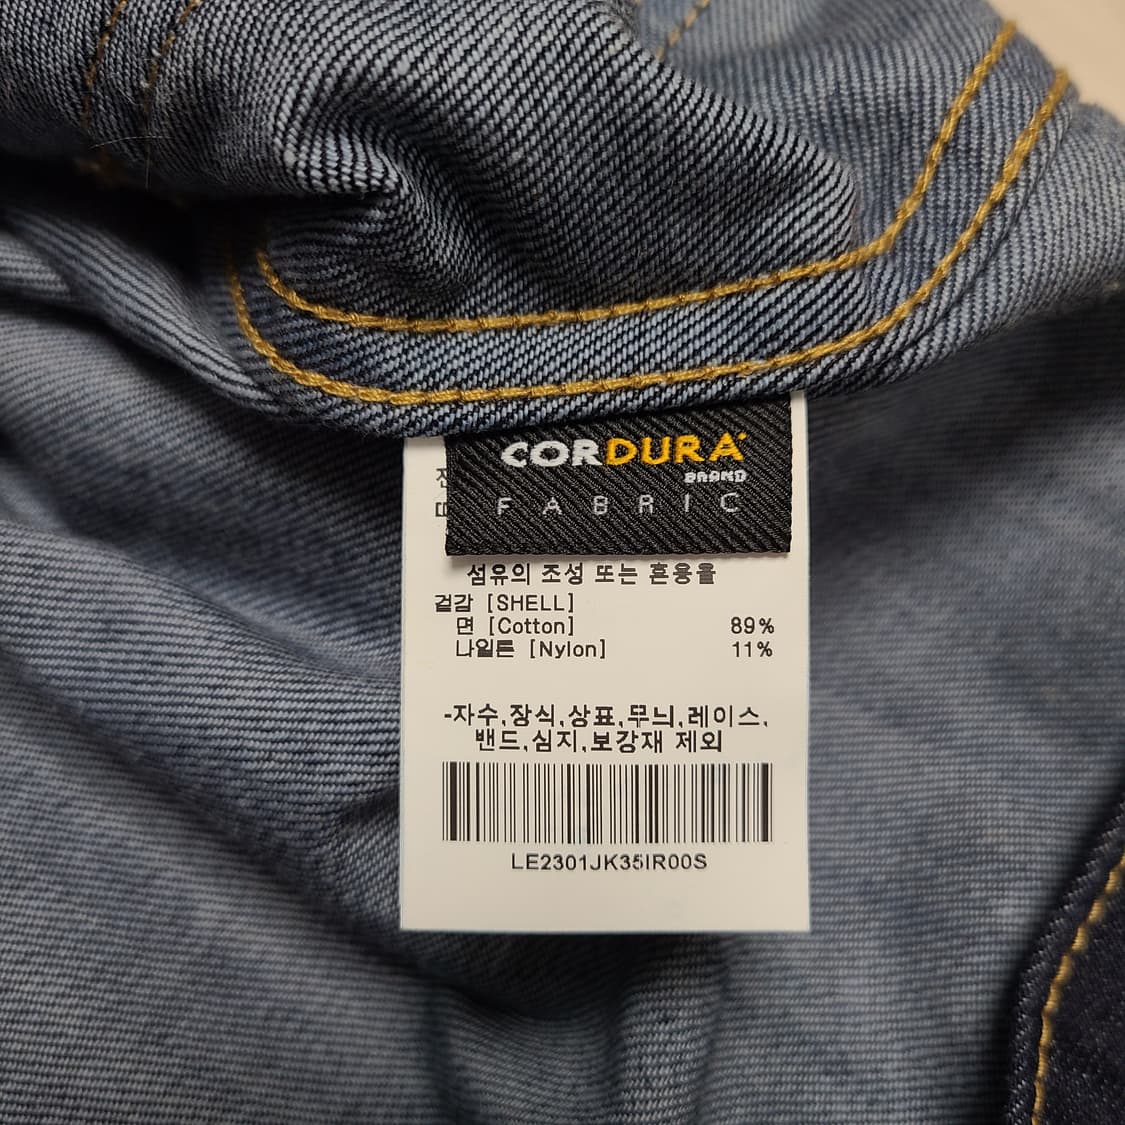 CORDURA
BRAND
FABRIC
섬유의 조성 또는 혼용율
겉감 [SHELL]
면 [Cotton] 89%
나일론 [Nylon] 11%
-자수,장식,상표,무늬,레이스,
밴드,심지,보강재 제외
LE2301JK35IR00S